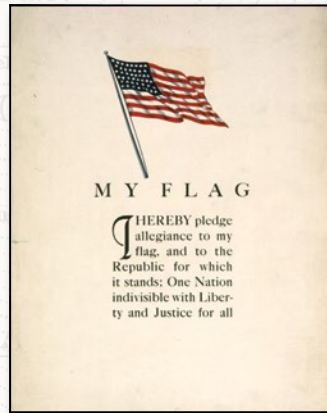 MY FLAG
I HEREBY pledge
allegiance to my
flag, and to the
Republic for which
it stands: One Nation
indivisible with Liber-
ty and Justice for all